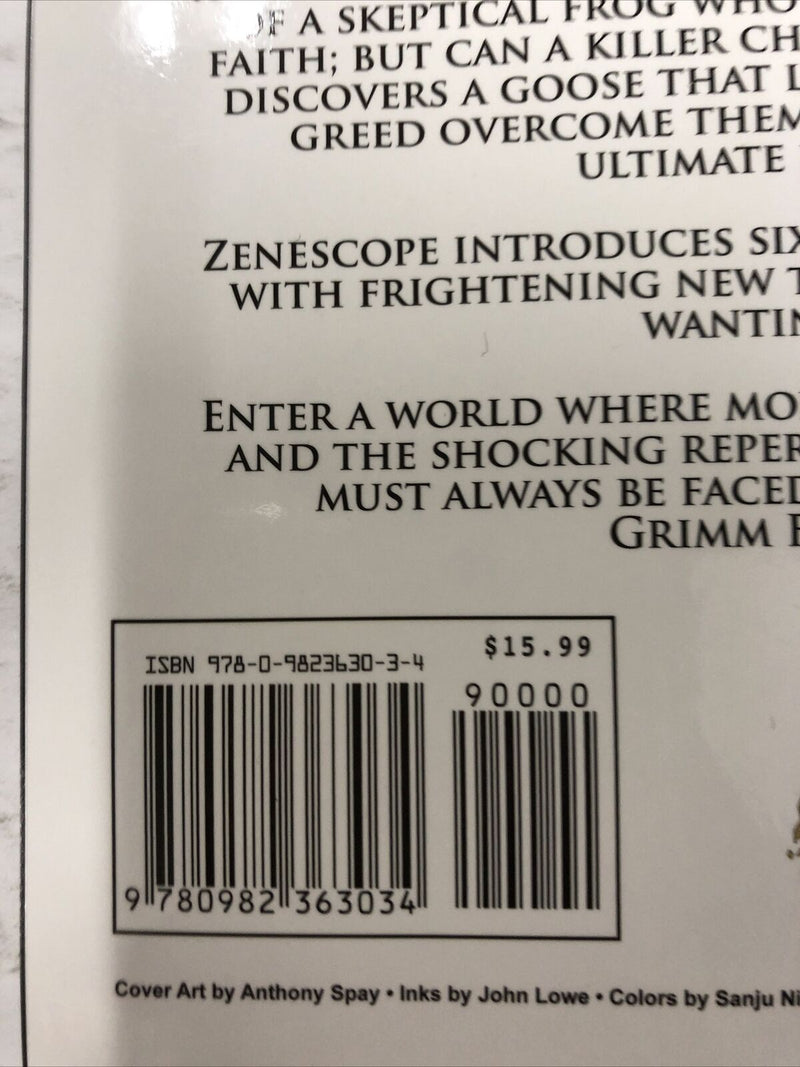 OF A SKEPTICAL FROG WHO
FAITH; BUT CAN A KILLER CH
DISCOVERS A GOOSE THAT L
GREED OVERCOME THEM
ULTIMATE
ZENESCOPE INTRODUCES SIX
WITH FRIGHTENING NEW T
WANTIN
ENTER A WORLD WHERE MO
AND THE SHOCKING REPER
MUST ALWAYS BE FACED
GRIMM F
ISBN 978-0-9823630-3-4
$15.99
90000
9 780982 363034
Cover Art by Anthony Spay • Inks by John Lowe • Colors by Sanju Ni